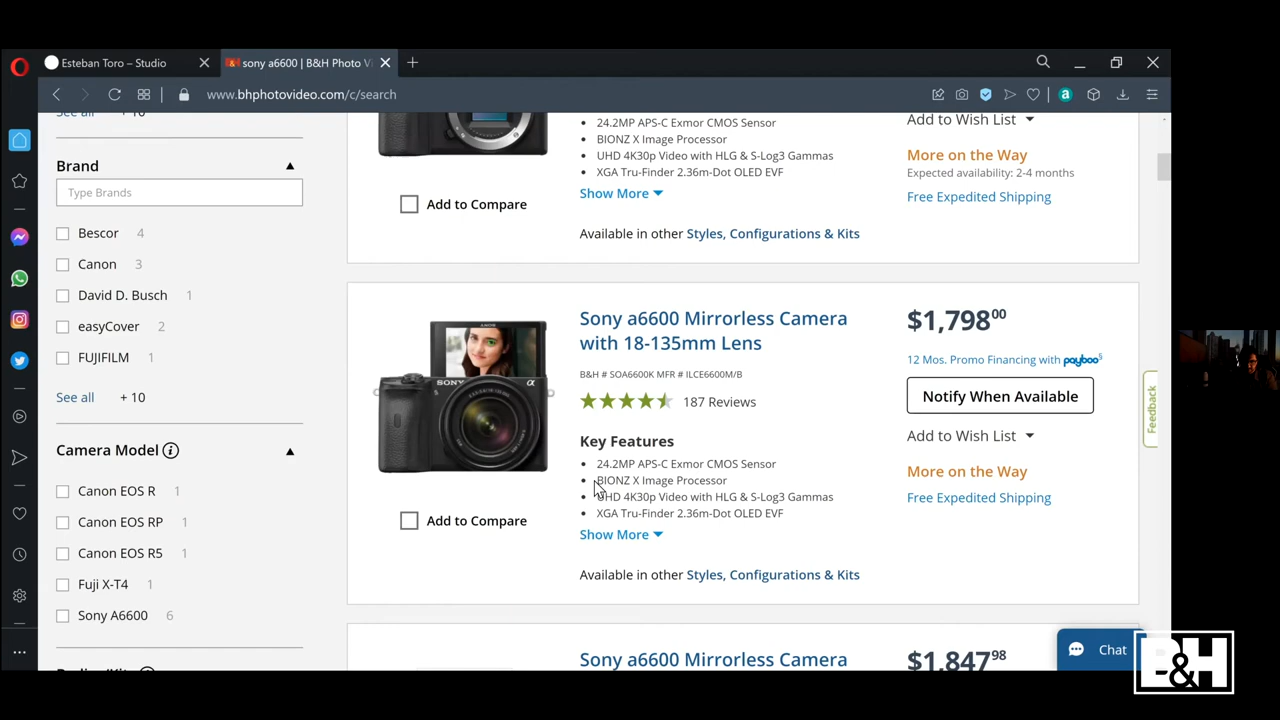 Esteban Toro – Studio
sony a6600 | B&H Photo Vi
www.bhphotovideo.com/c/search
See all + 10
Brand
Type Brands
Bescor 4
Canon 3
David D. Busch 1
easyCover 2
FUJIFILM 1
See all + 10
Camera Model
Canon EOS R 1
Canon EOS RP 1
Canon EOS R5 1
Fuji X-T4 1
Sony A6600 6
24.2MP APS-C Exmor CMOS Sensor
BIONZ X Image Processor
UHD 4K30p Video with HLG & S-Log3 Gammas
XGA Tru-Finder 2.36m-Dot OLED EVF
Show More
Add to Compare
Available in other Styles, Configurations & Kits
Add to Wish List
More on the Way
Expected availability: 2-4 months
Free Expedited Shipping
SONY
SONY α
Sony a6600 Mirrorless Camera
with 18-135mm Lens
B&H # SOA6600K MFR # ILCE6600M/B
187 Reviews
Key Features
24.2MP APS-C Exmor CMOS Sensor
BIONZ X Image Processor
UHD 4K30p Video with HLG & S-Log3 Gammas
XGA Tru-Finder 2.36m-Dot OLED EVF
Show More
Add to Compare
Available in other Styles, Configurations & Kits
$1,798 00
12 Mos. Promo Financing with payboo §
Notify When Available
Add to Wish List
More on the Way
Free Expedited Shipping
Feedback
Sony a6600 Mirrorless Camera
$1,847 98
Chat
B&H